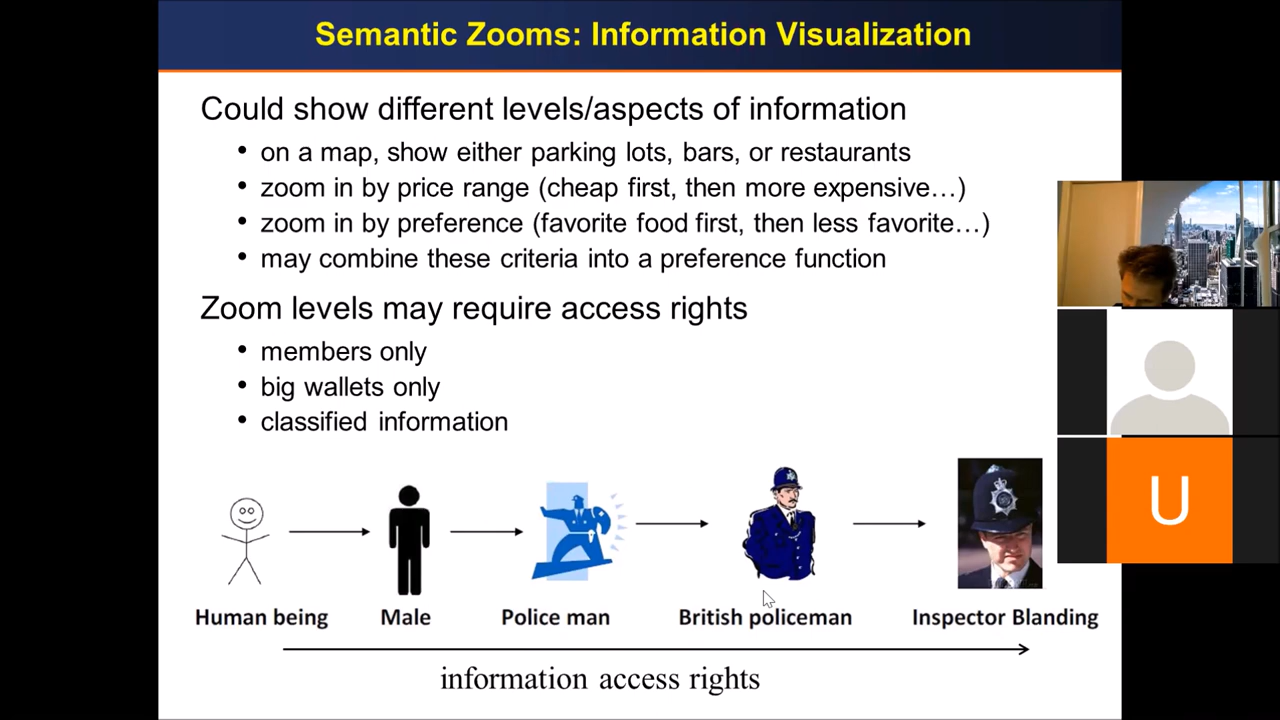 Semantic Zooms: Information Visualization
Could show different levels/aspects of information
• on a map, show either parking lots, bars, or restaurants
• zoom in by price range (cheap first, then more expensive…)
• zoom in by preference (favorite food first, then less favorite…)
• may combine these criteria into a preference function
Zoom levels may require access rights
• members only
• big wallets only
• classified information
U
Human being Male Police man British policeman Inspector Blanding
information access rights